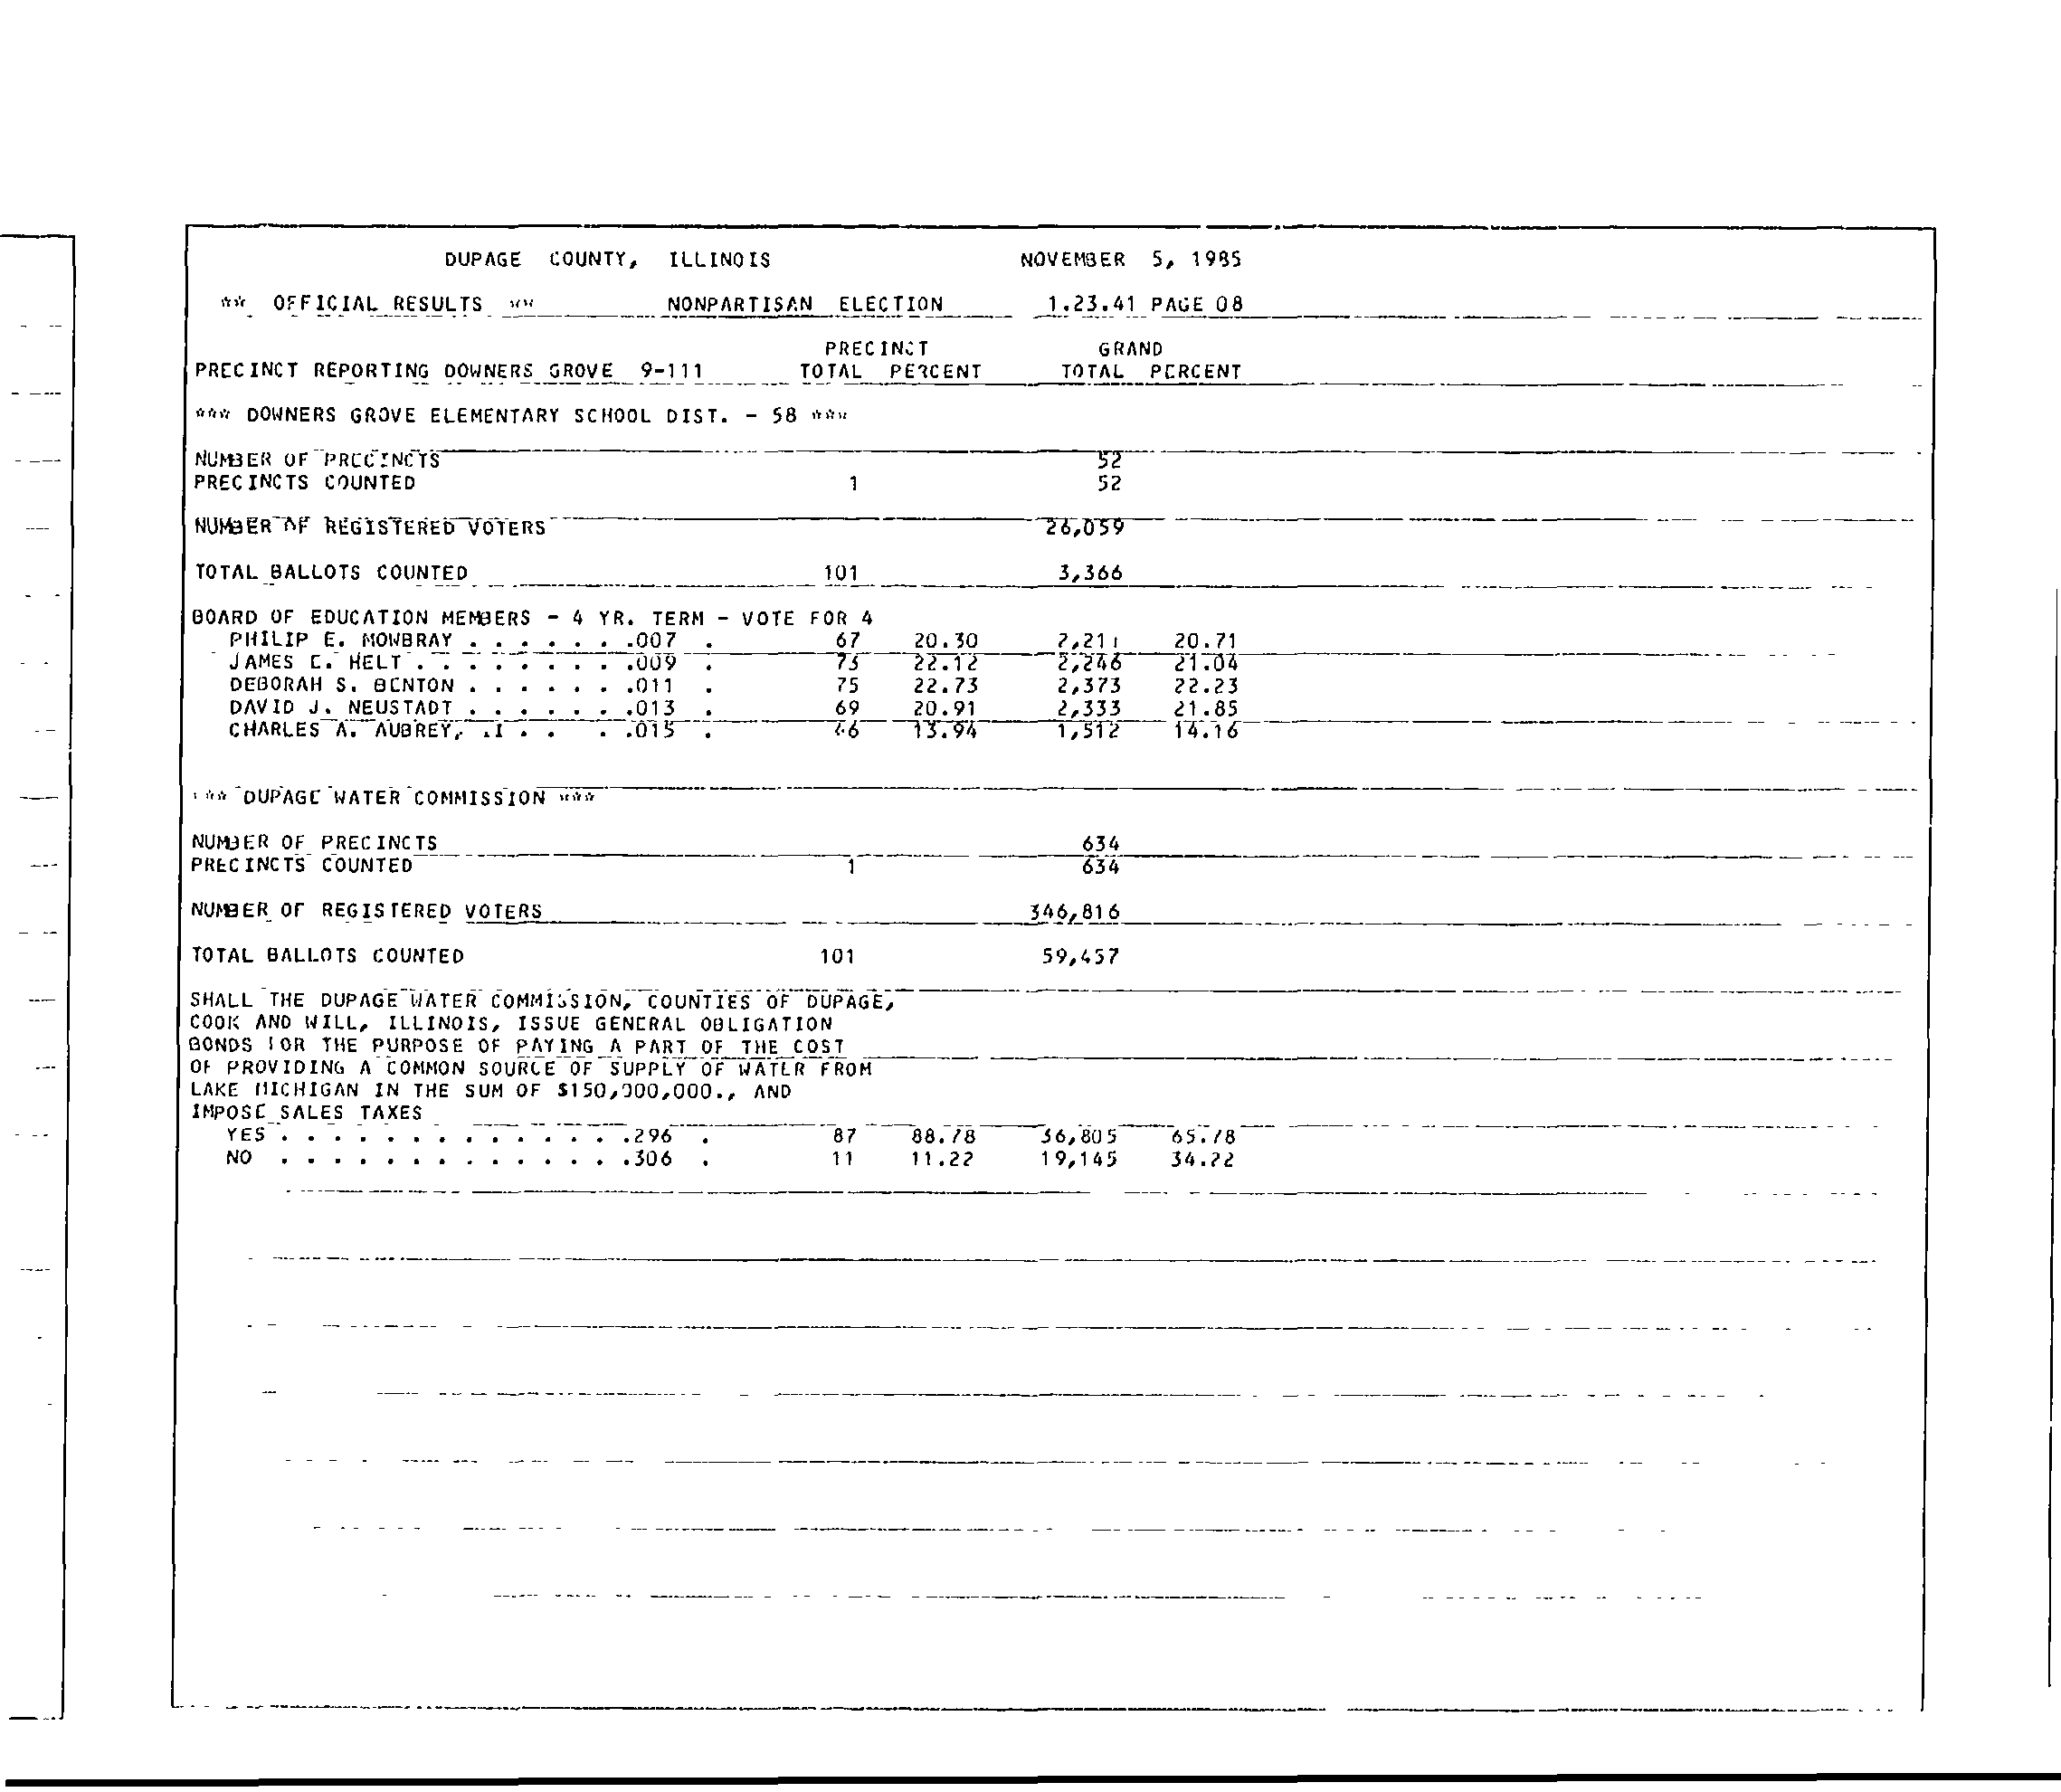 DUPAGE COUNTY, ILLINOIS NOVEMBER 5, 1985
** OFFICIAL RESULTS ** NONPARTISAN ELECTION 1.23.41 PAGE 08
PRECINCT GRAND
PRECINCT REPORTING DOWNERS GROVE 9-111 TOTAL PERCENT TOTAL PERCENT
*** DOWNERS GROVE ELEMENTARY SCHOOL DIST. - 58 ***
NUMBER OF PRECINCTS 52
PRECINCTS COUNTED 1 52
NUMBER OF REGISTERED VOTERS 26,059
TOTAL BALLOTS COUNTED 101 3,366
BOARD OF EDUCATION MEMBERS - 4 YR. TERM - VOTE FOR 4
PHILIP E. MOWBRAY . . . . . . .007 . 67 20.30 2,211 20.71
JAMES E. HELT . . . . . . . . .009 . 73 22.12 2,246 21.04
DEBORAH S. BENTON . . . . . . .011 . 75 22.73 2,373 22.23
DAVID J. NEUSTADT . . . . . . .013 . 69 20.91 2,333 21.85
CHARLES A. AUBREY, . . . . .015 . 46 13.94 1,512 14.16
*** DUPAGE WATER COMMISSION ***
NUMBER OF PRECINCTS 634
PRECINCTS COUNTED 1 634
NUMBER OF REGISTERED VOTERS 346,816
TOTAL BALLOTS COUNTED 101 59,457
SHALL THE DUPAGE WATER COMMISSION, COUNTIES OF DUPAGE,
COOK AND WILL, ILLINOIS, ISSUE GENERAL OBLIGATION
BONDS FOR THE PURPOSE OF PAYING A PART OF THE COST
OF PROVIDING A COMMON SOURCE OF SUPPLY OF WATER FROM
LAKE MICHIGAN IN THE SUM OF $150,000,000., AND
IMPOSE SALES TAXES
YES . . . . . . . . . . . . . .296 . 87 88.78 36,805 65.78
NO . . . . . . . . . . . . . .306 . 11 11.22 19,145 34.22